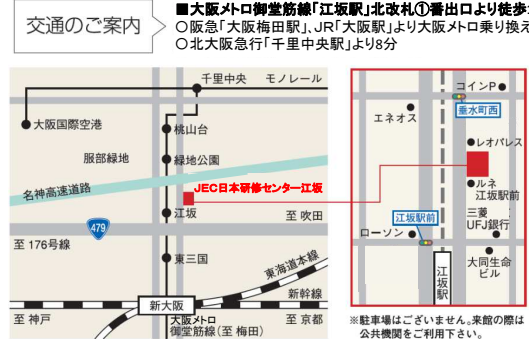 交通のご案内
■大阪メトロ御堂筋線「江坂駅」北改札①番出口より徒歩
○阪急「大阪梅田駅」、JR「大阪駅」より大阪メトロ乗り換え
○北大阪急行「千里中央駅」より8分
千里中央 モノレール
大阪国際空港
桃山台
服部緑地
緑地公園
名神高速道路
JEC日本研修センター江坂
江坂
至 吹田
479
至 176号線
東三国
東海道本線
新大阪
新幹線
至 神戸
大阪メトロ
御堂筋線(至 梅田)
至 京都
コインP
エネオス
垂水町西
レオパレス
ルネ
江坂駅前
江坂駅前
三菱
UFJ銀行
ローソン
江坂駅
大同生命
ビル
※駐車場はございません。来館の際は
公共機関をご利用下さい。